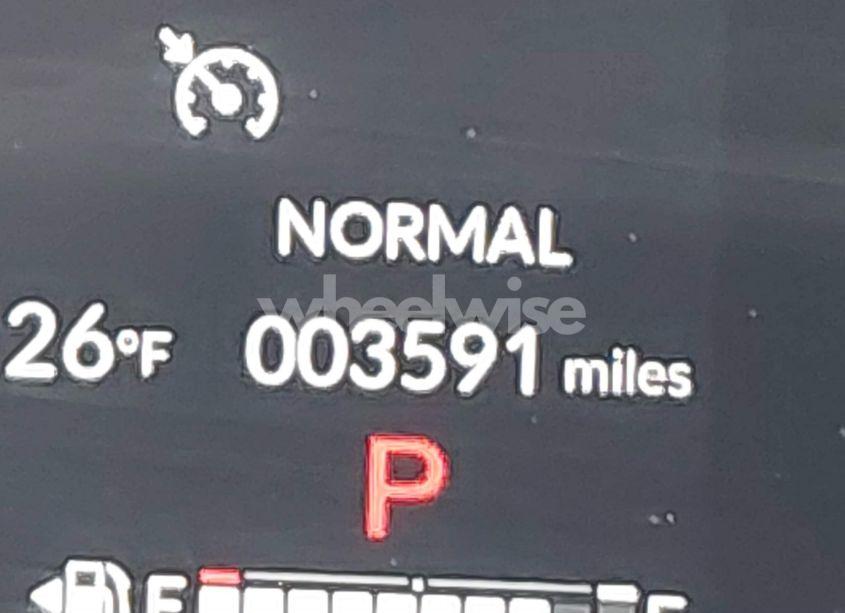 NORMAL
wheelwise
26°F 003591 miles
P
E F